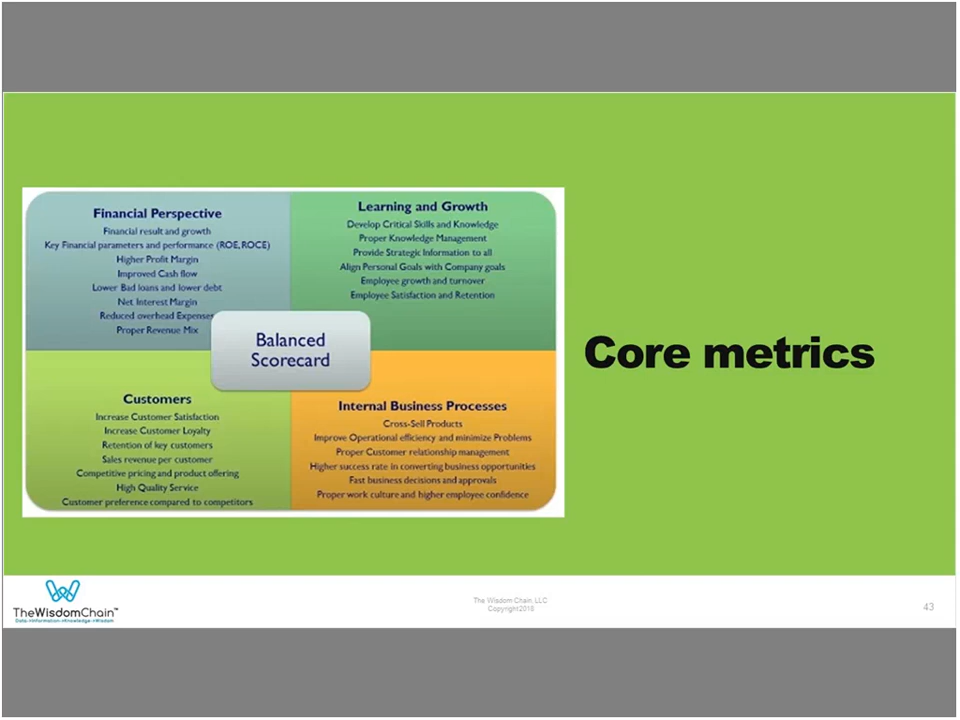 Financial Perspective
Financial result and growth
Key Financial parameters and performance (ROE, ROCE)
Higher Profit Margin
Improved Cash flow
Lower Bad loans and lower debt
Net Interest Margin
Reduced overhead Expenses
Proper Revenue Mix
Learning and Growth
Develop Critical Skills and Knowledge
Proper Knowledge Management
Provide Strategic Information to all
Align Personal Goals with Company goals
Employee growth and turnover
Employee Satisfaction and Retention
Balanced
Scorecard
Customers
Increase Customer Satisfaction
Increase Customer Loyalty
Retention of key customers
Sales revenue per customer
Competitive pricing and product offering
High Quality Service
Customer preference compared to competitors
Internal Business Processes
Cross-Sell Products
Improve Operational efficiency and minimize Problems
Proper Customer relationship management
Higher success rate in converting business opportunities
Fast business decisions and approvals
Proper work culture and higher employee confidence
Core metrics
TheWisdomChain™
Data->Information->Knowledge->Wisdom
The Wisdom Chain, LLC
Copyright2016
43